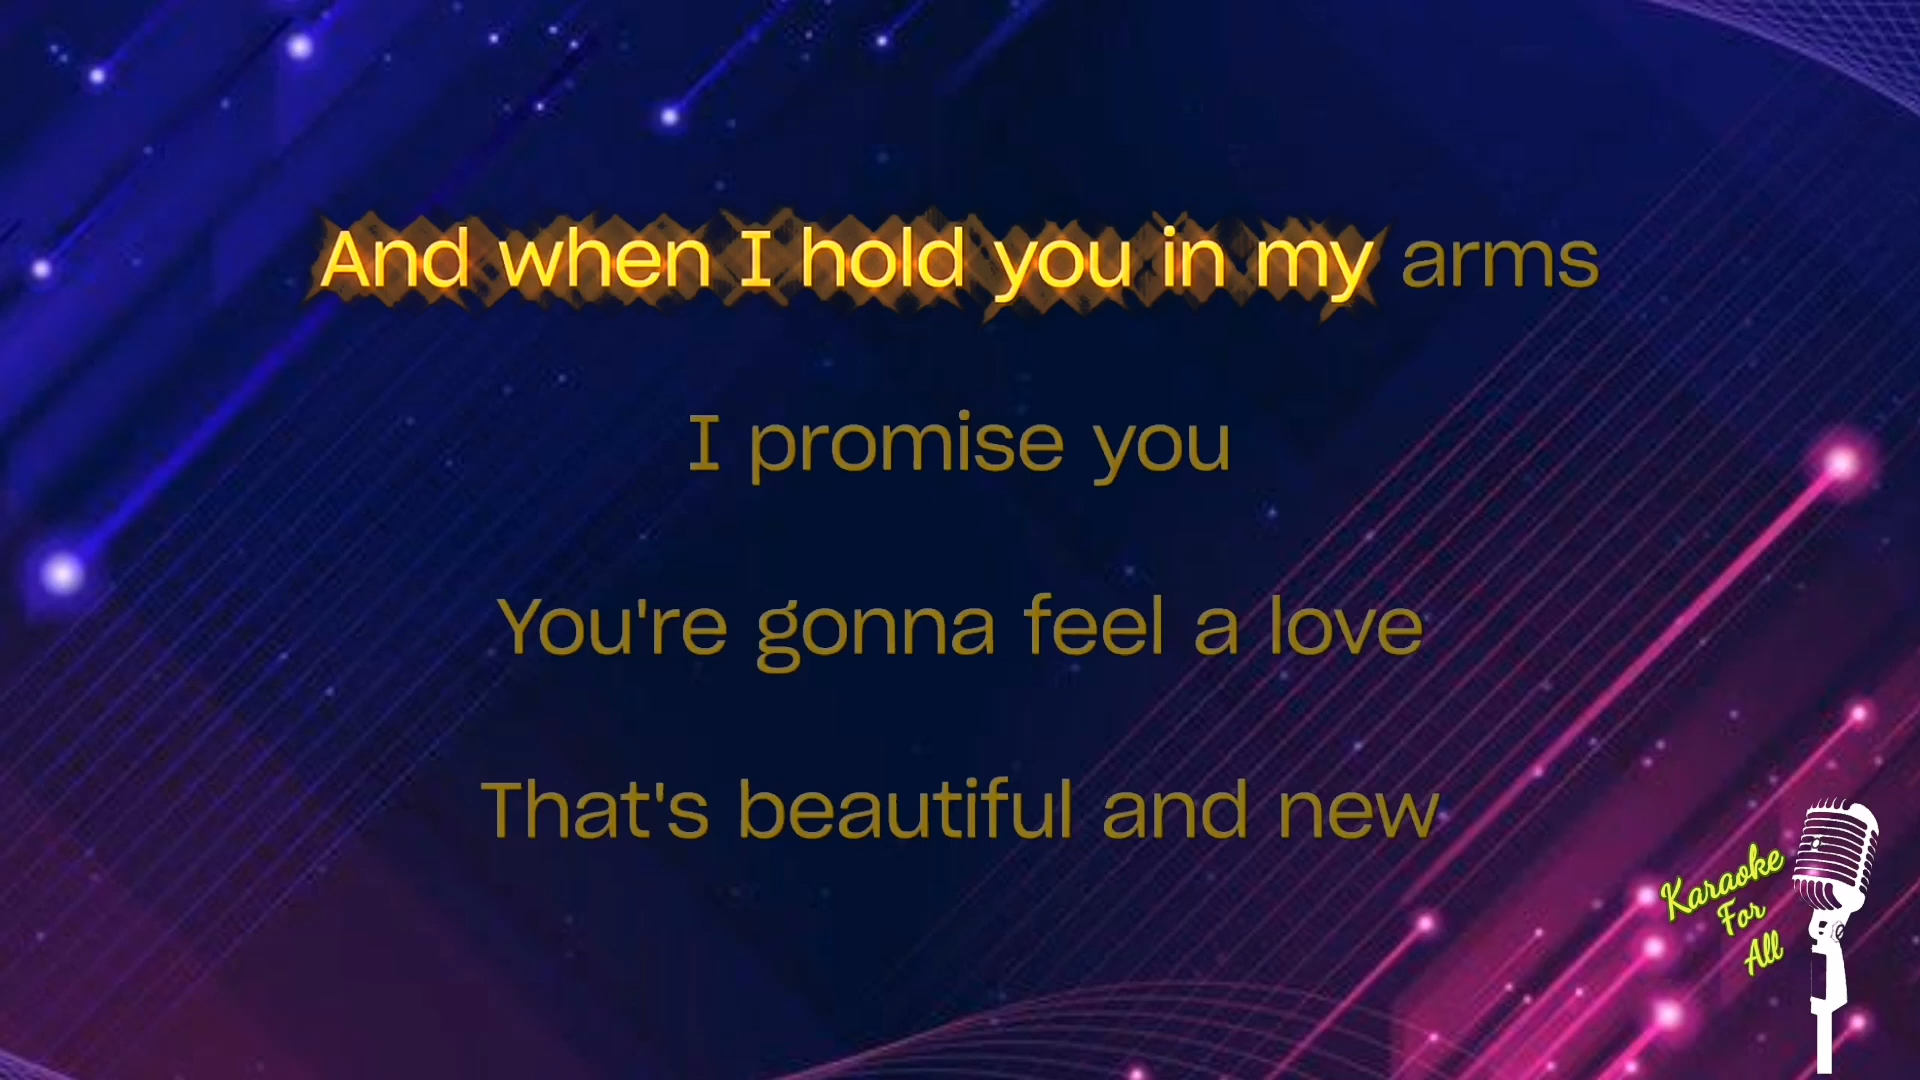 And when I hold you in my arms
I promise you
You're gonna feel a love
That's beautiful and new
Karaoke
For
All